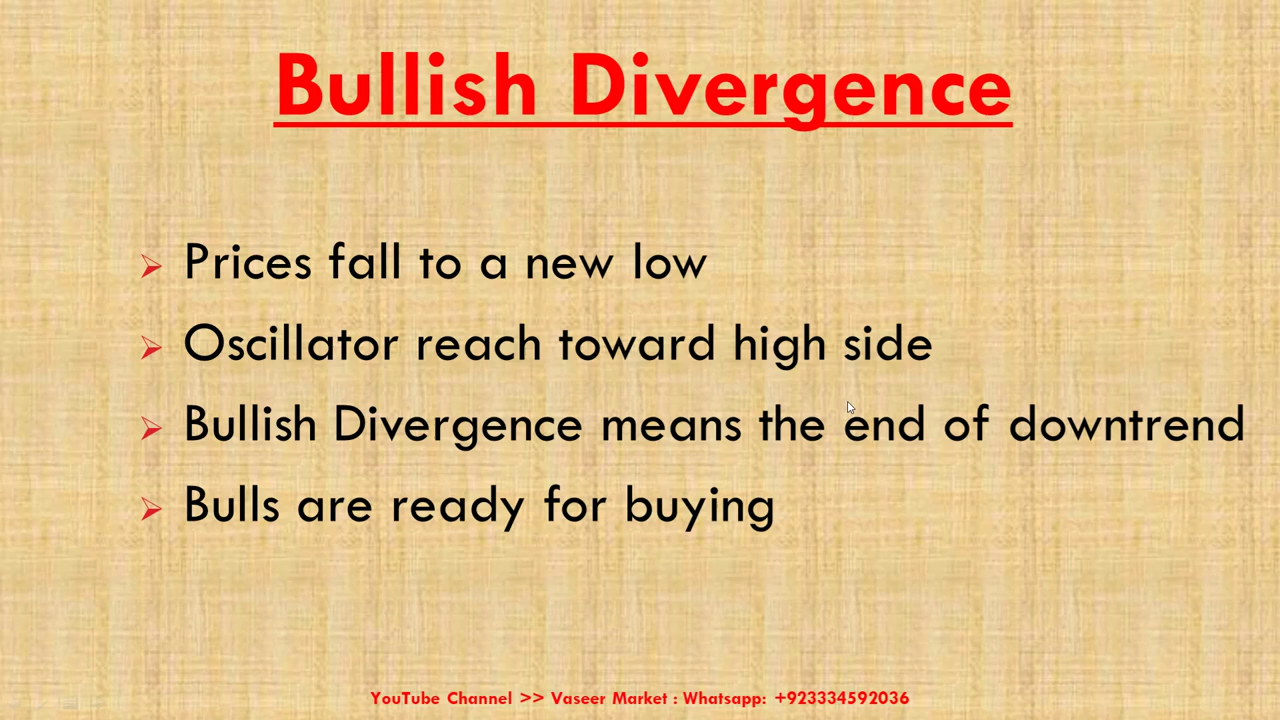 Bullish Divergence
Prices fall to a new low
Oscillator reach toward high side
Bullish Divergence means the end of downtrend
Bulls are ready for buying
YouTube Channel >> Vaseer Market : Whatsapp: +923334592036